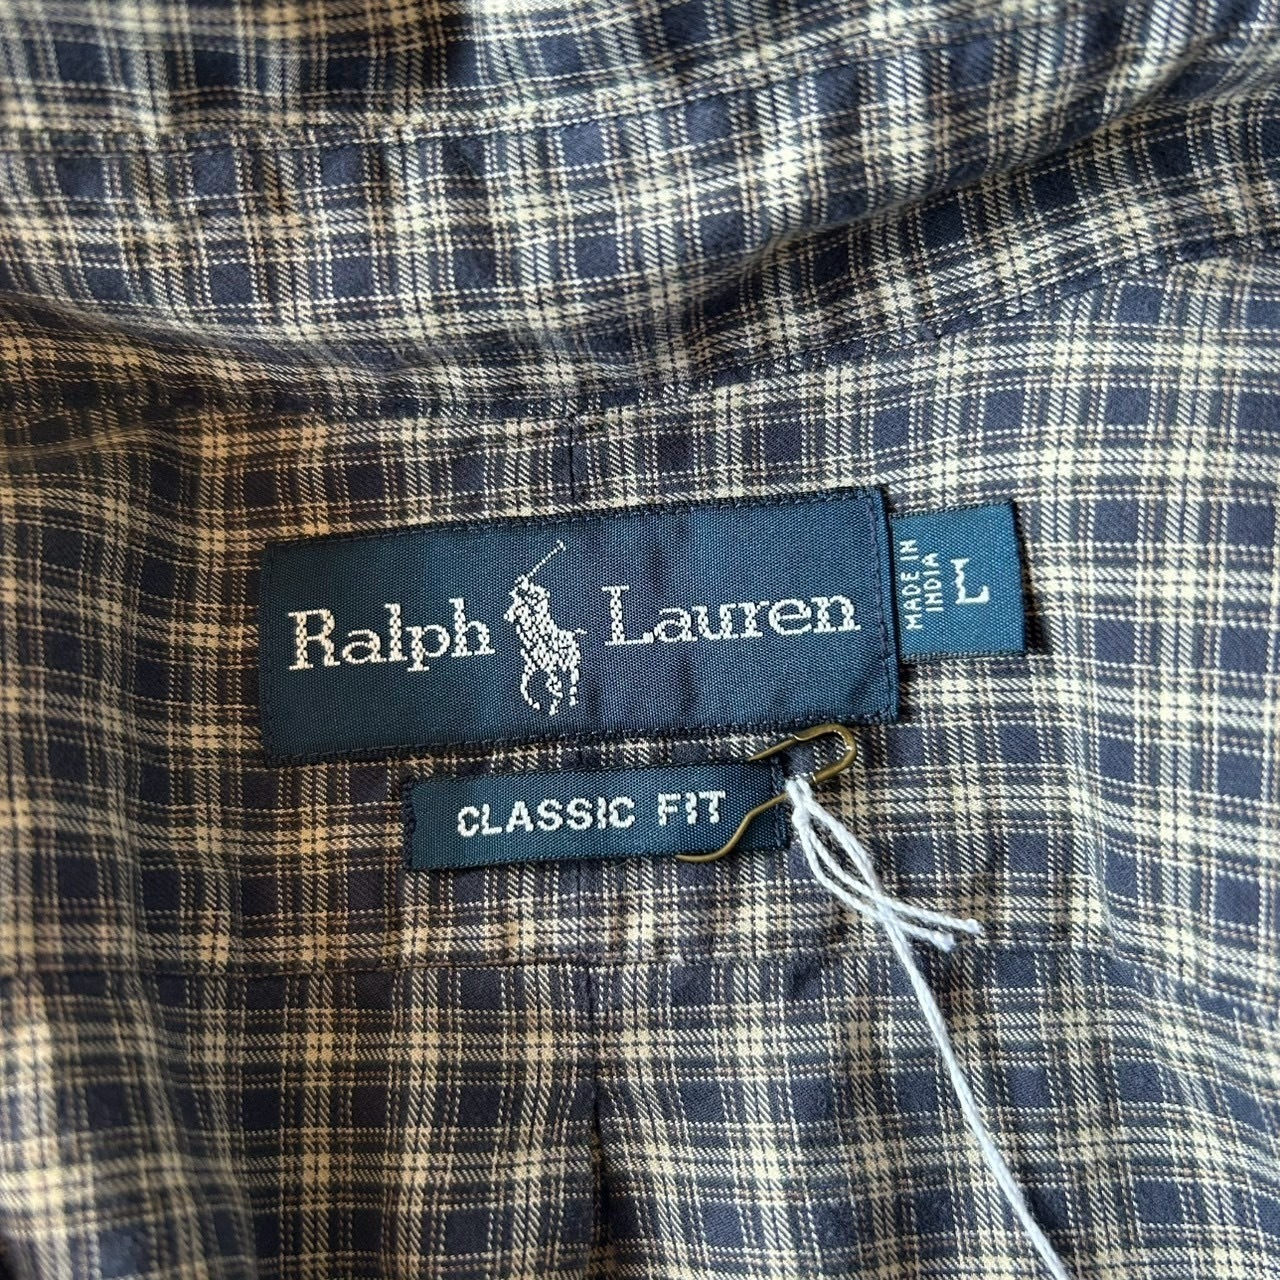 Ralph Lauren
MADE IN
INDIA
L
CLASSIC FIT